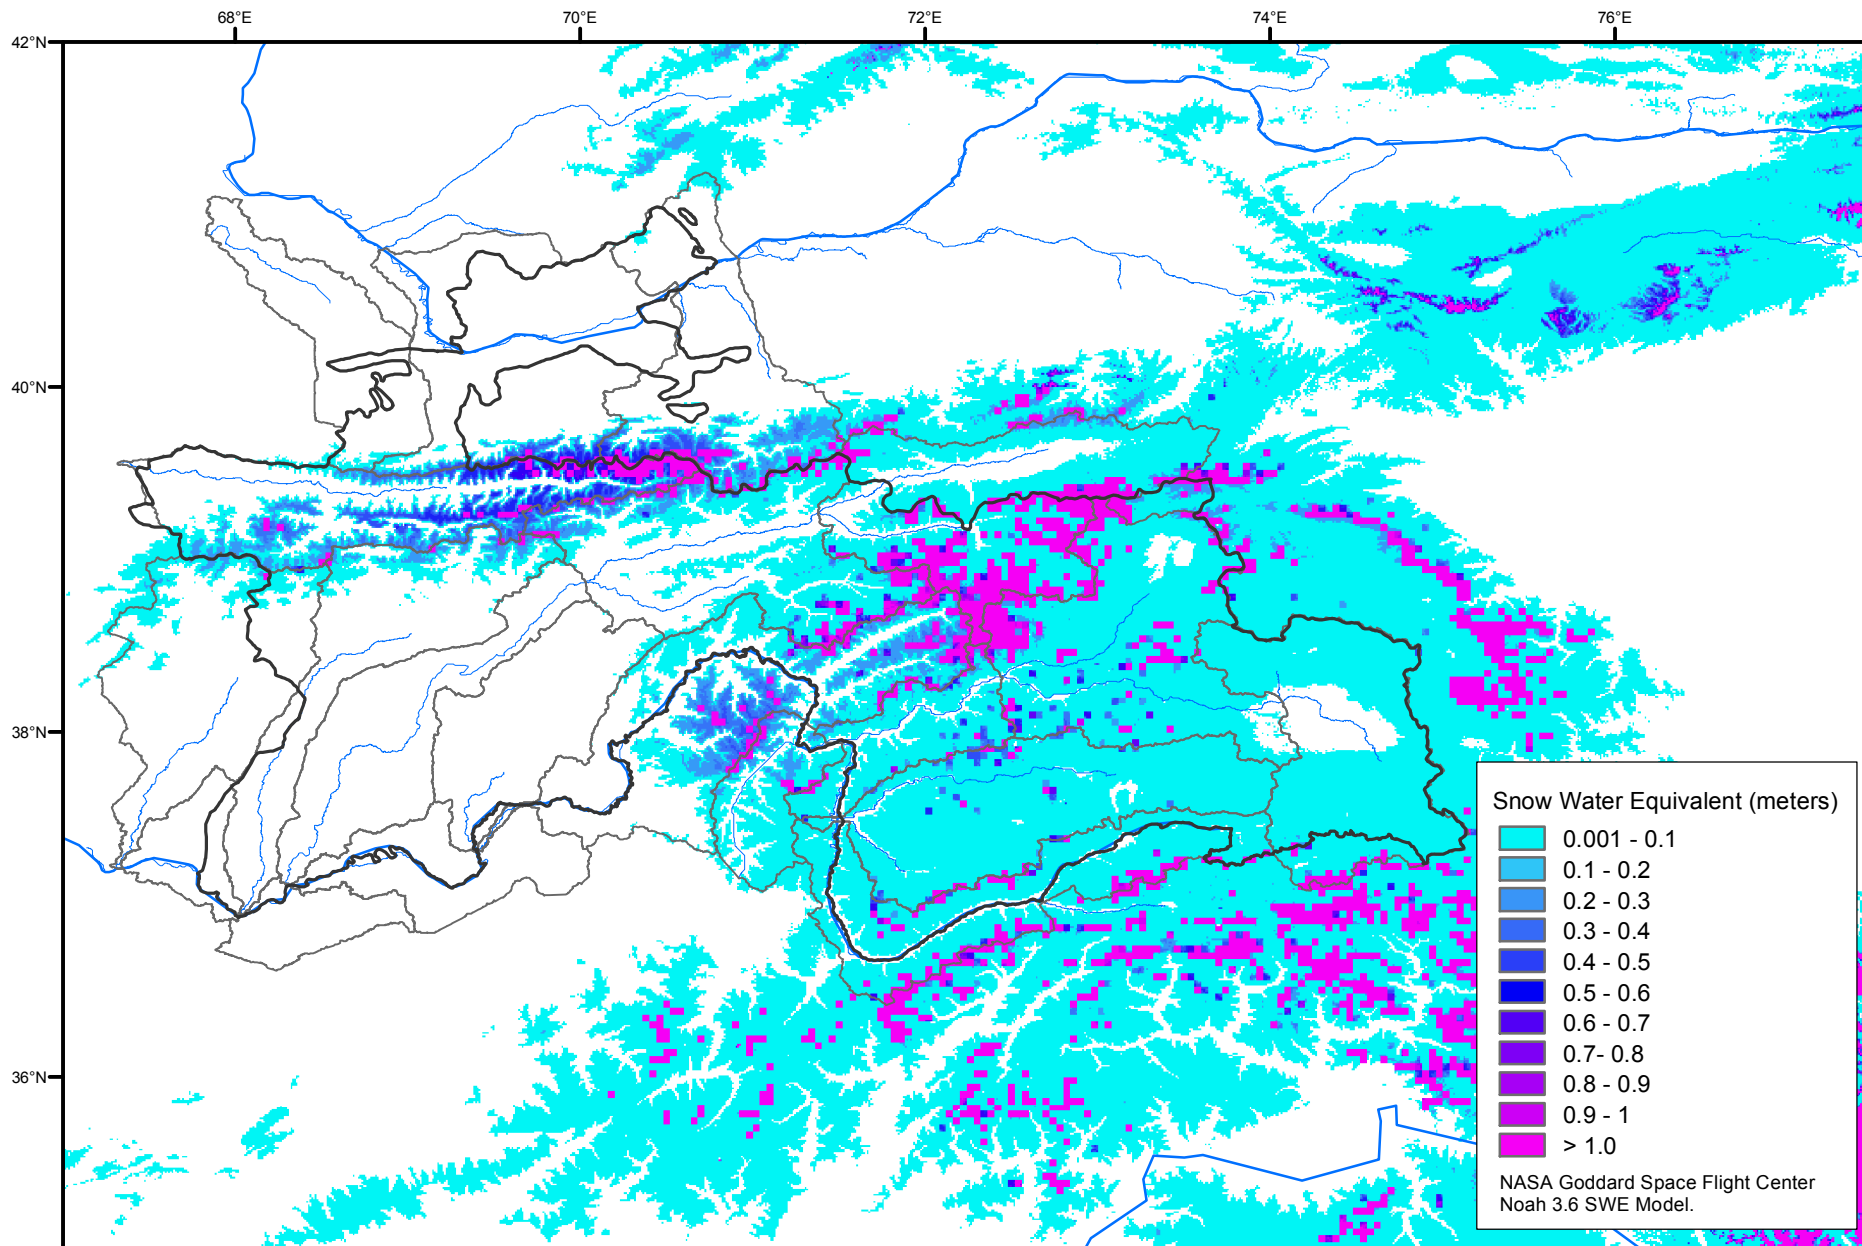 68°E
70°E
72°E
74°E
76°E
42°N
40°N
38°N
36°N
Snow Water Equivalent (meters)
0.001 - 0.1
0.1 - 0.2
0.2 - 0.3
0.3 - 0.4
0.4 - 0.5
0.5 - 0.6
0.6 - 0.7
0.7- 0.8
0.8 - 0.9
0.9 - 1
> 1.0
NASA Goddard Space Flight Center
Noah 3.6 SWE Model.